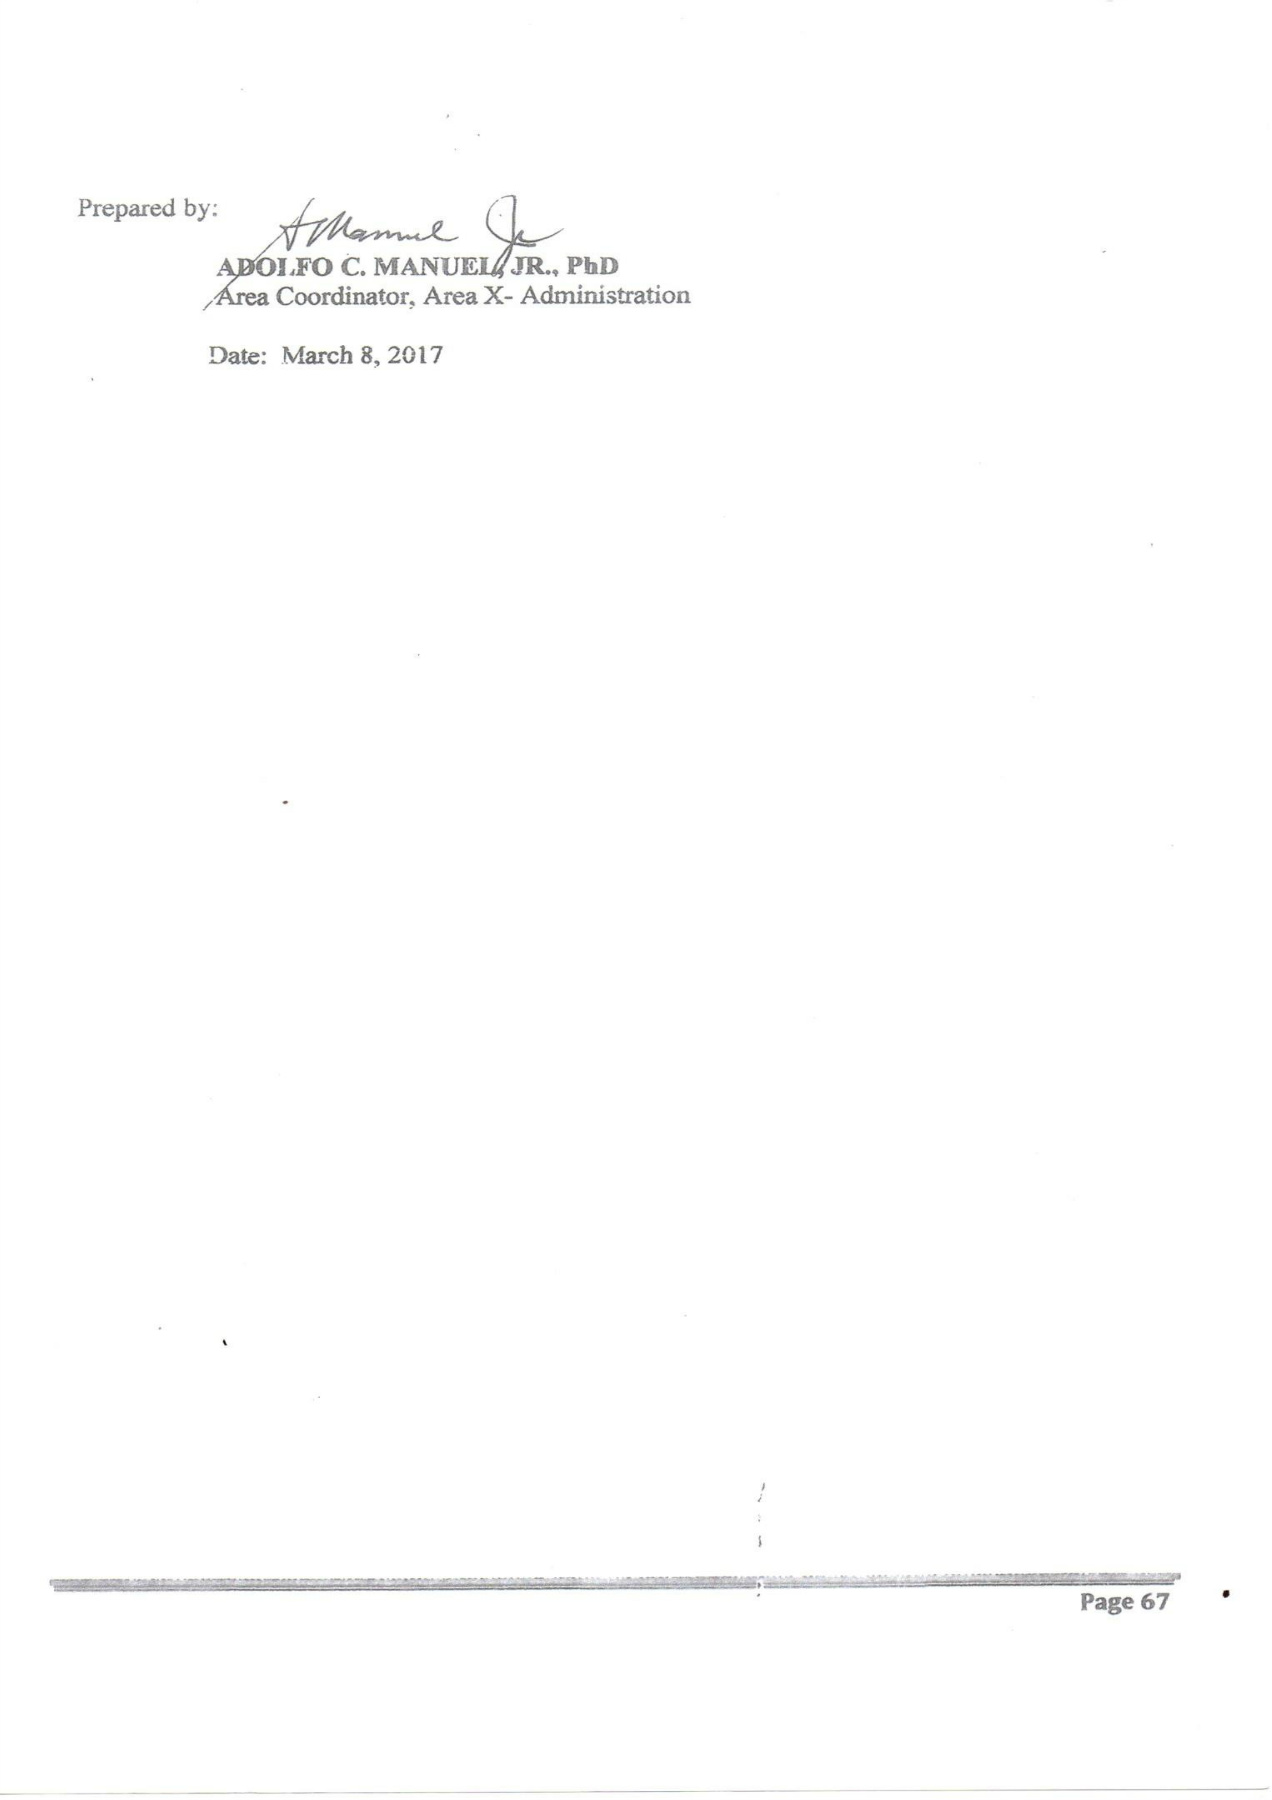 Prepared by:
AManuel Jr
ADOLFO C. MANUEL, JR., PhD
Area Coordinator, Area X- Administration
Date: March 8, 2017
Page 67